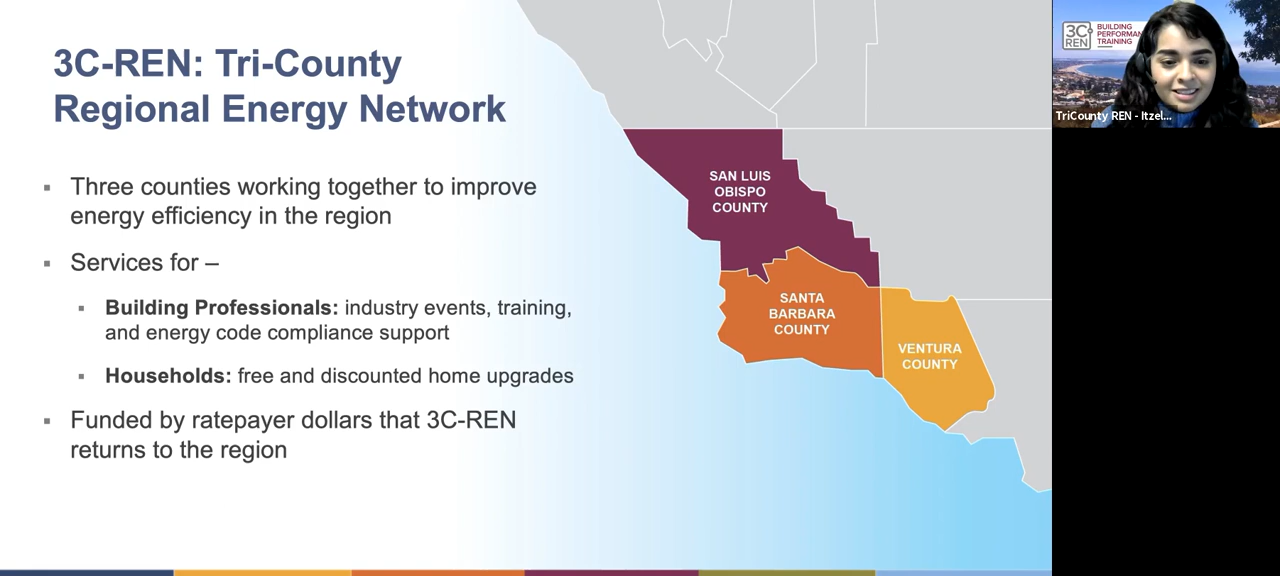 3C-REN: Tri-County
Regional Energy Network
▪ Three counties working together to improve
energy efficiency in the region
▪ Services for –
▪ Building Professionals: industry events, training,
and energy code compliance support
▪ Households: free and discounted home upgrades
▪ Funded by ratepayer dollars that 3C-REN
returns to the region
SAN LUIS
OBISPO
COUNTY
SANTA
BARBARA
COUNTY
VENTURA
COUNTY
3C
REN
BUILDING
PERFORMA
TRAINING
TriCounty REN - Itzel...